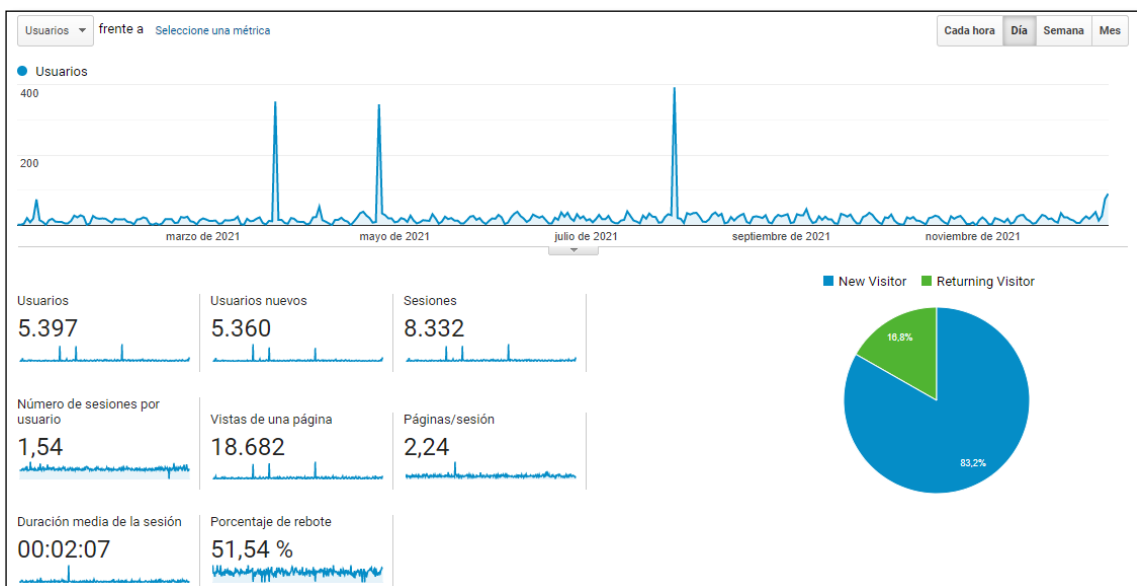 Usuarios frente a Seleccione una métrica
Cada hora Día Semana Mes
Usuarios
400
200
marzo de 2021 mayo de 2021 julio de 2021 septiembre de 2021 noviembre de 2021
New Visitor Returning Visitor
Usuarios
5.397
Usuarios nuevos
5.360
Sesiones
8.332
Número de sesiones por
usuario
1,54
Vistas de una página
18.682
Páginas/sesión
2,24
Duración media de la sesión
00:02:07
Porcentaje de rebote
51,54 %
16,8%
83,2%